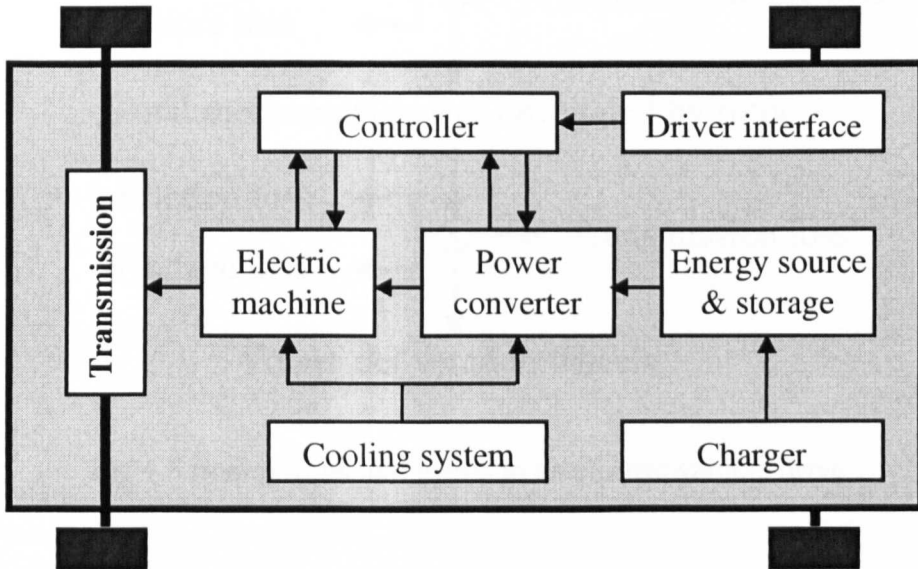 Controller
Driver interface
Transmission
Electric
machine
Power
converter
Energy source
& storage
Cooling system
Charger